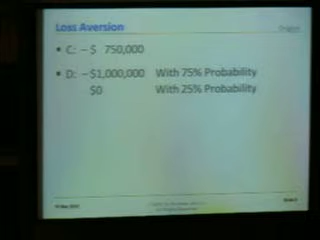 Loss Aversion
• C: –$ 750,000
• D: –$1,000,000 With 75% Probability
$0 With 25% Probability